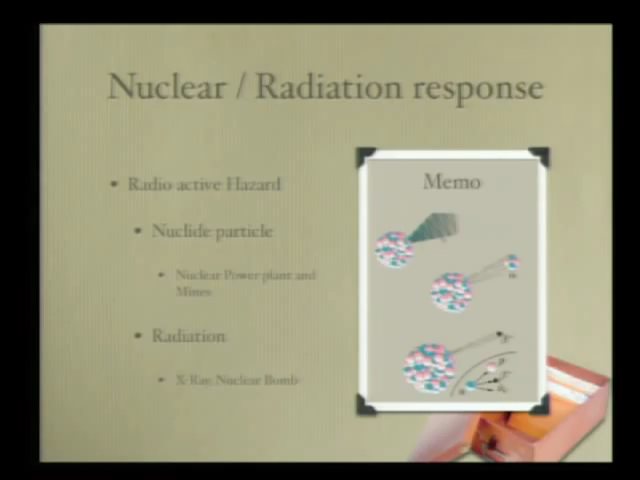 Nuclear / Radiation response
• Radio active Hazard
• Nuclide particle
• Nuclear Power plant and
Mines
• Radiation
• X-Ray Nuclear Bomb
Memo